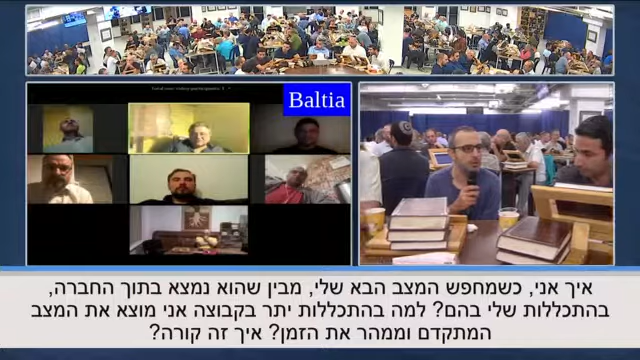 Baltia
איך אני, כשמחפש המצב הבא שלי, מבין שהוא נמצא בתוך החברה,
בהתכללות שלי בהם? למה בהתכללות יתר בקבוצה אני מוצא את המצב
המתקדם וממהר את הזמן? איך זה קורה?